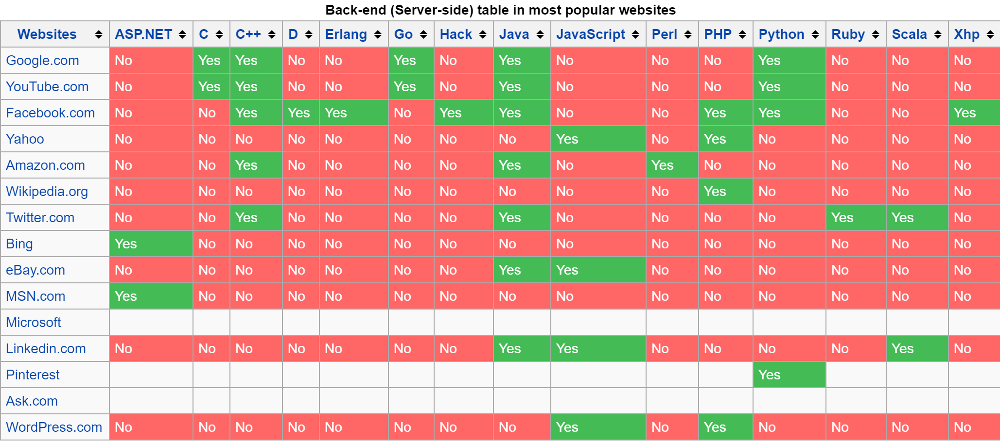 Back-end (Server-side) table in most popular websites
Websites ASP.NET C C++ D Erlang Go Hack Java JavaScript Perl PHP Python Ruby Scala Xhp
Google.com No Yes Yes No No Yes No Yes No No No Yes No No No
YouTube.com No Yes Yes No No Yes No Yes No No No Yes No No No
Facebook.com No No Yes Yes Yes No Yes Yes No No Yes Yes No No Yes
Yahoo No No No No No No No No Yes No Yes No No No No
Amazon.com No No Yes No No No No Yes No Yes No No No No No
Wikipedia.org No No No No No No No No No No Yes No No No No
Twitter.com No No Yes No No No No Yes No No No No Yes Yes No
Bing Yes No No No No No No No No No No No No No No
eBay.com No No No No No No No Yes Yes No No No No No No
MSN.com Yes No No No No No No No No No No No No No No
Microsoft
Linkedin.com No No No No No No No Yes Yes No No No No Yes No
Pinterest Yes
Ask.com
WordPress.com No No No No No No No No Yes No Yes No No No No